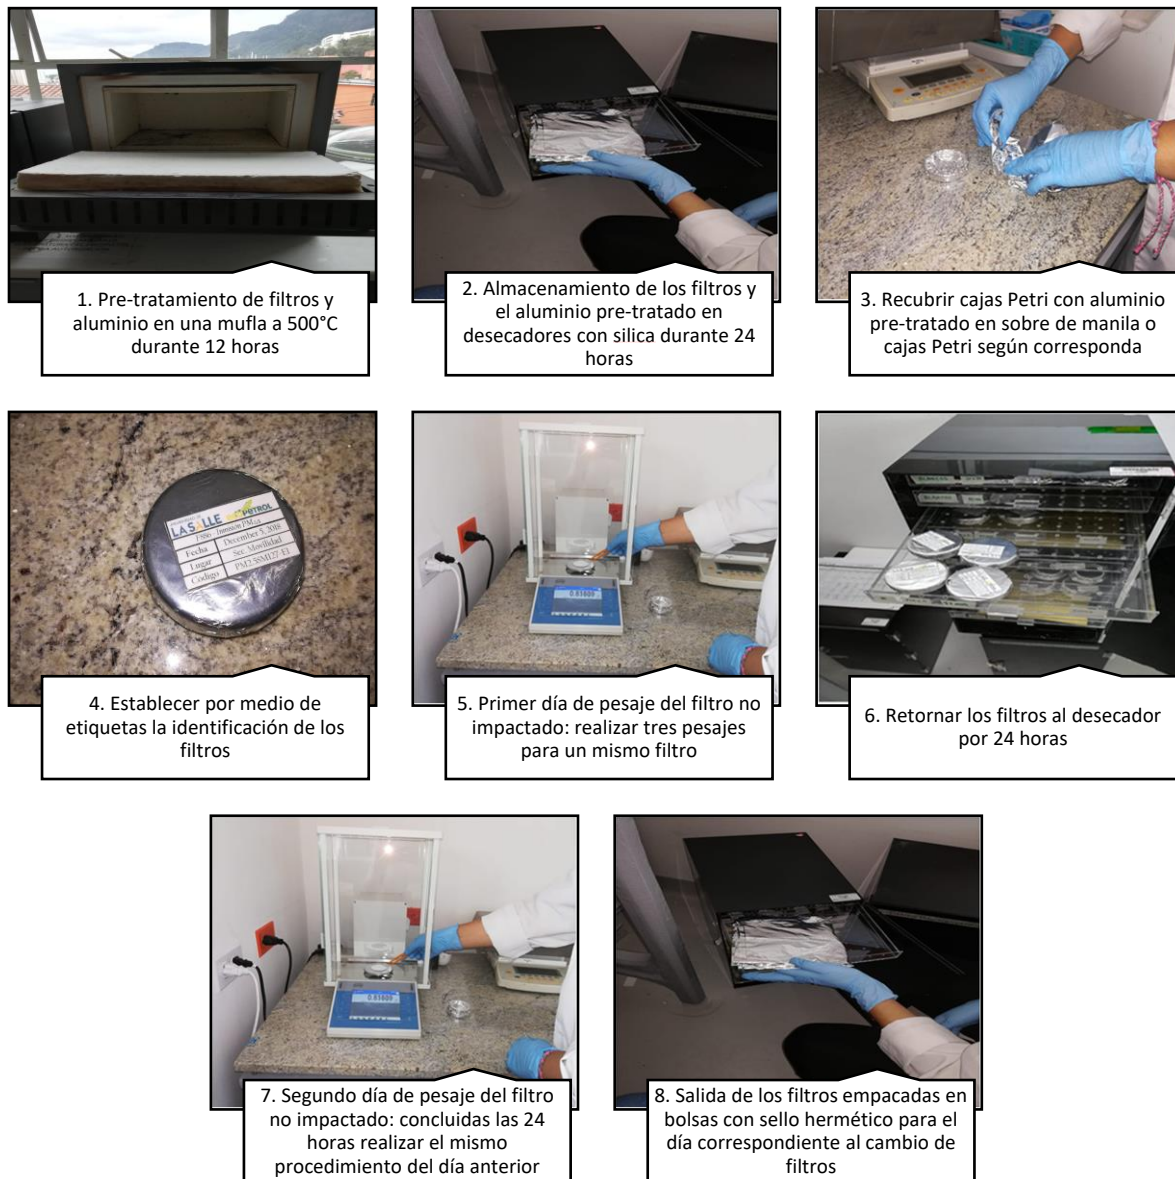 1. Pre-tratamiento de filtros y
aluminio en una mufla a 500°C
durante 12 horas
2. Almacenamiento de los filtros y
el aluminio pre-tratado en
desecadores con silica durante 24
horas
3. Recubrir cajas Petri con aluminio
pre-tratado en sobre de manila o
cajas Petri según corresponda
LA SALLE
PETROL
Fecha December 5, 2018
Lugar Sec. Movilidad
Código
4. Establecer por medio de
etiquetas la identificación de los
filtros
5. Primer día de pesaje del filtro no
impactado: realizar tres pesajes
para un mismo filtro
6. Retornar los filtros al desecador
por 24 horas
7. Segundo día de pesaje del filtro
no impactado: concluidas las 24
horas realizar el mismo
procedimiento del día anterior
8. Salida de los filtros empacadas en
bolsas con sello hermético para el
día correspondiente al cambio de
filtros